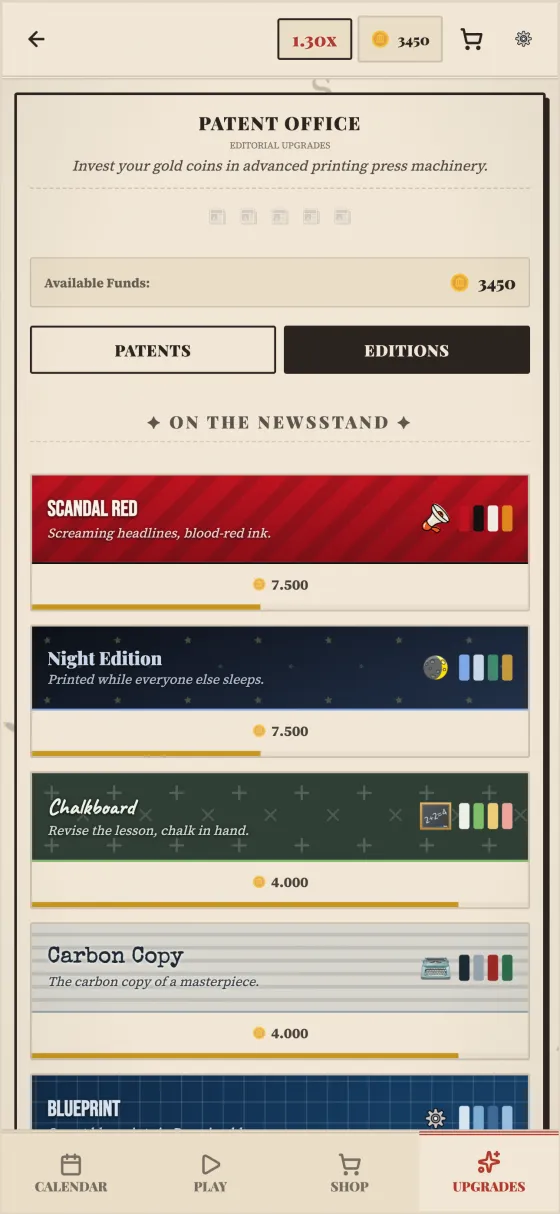 1.30x
3450
S
PATENT OFFICE
EDITORIAL UPGRADES
Invest your gold coins in advanced printing press machinery.
Available Funds:
3450
PATENTS
EDITIONS
✦ ON THE NEWSSTAND ✦
SCANDAL RED
Screaming headlines, blood-red ink.
7.500
Night Edition
Printed while everyone else sleeps.
7.500
Chalkboard
Revise the lesson, chalk in hand.
2+2=4
4.000
Carbon Copy
The carbon copy of a masterpiece.
4.000
BLUEPRINT
CALENDAR
PLAY
SHOP
UPGRADES